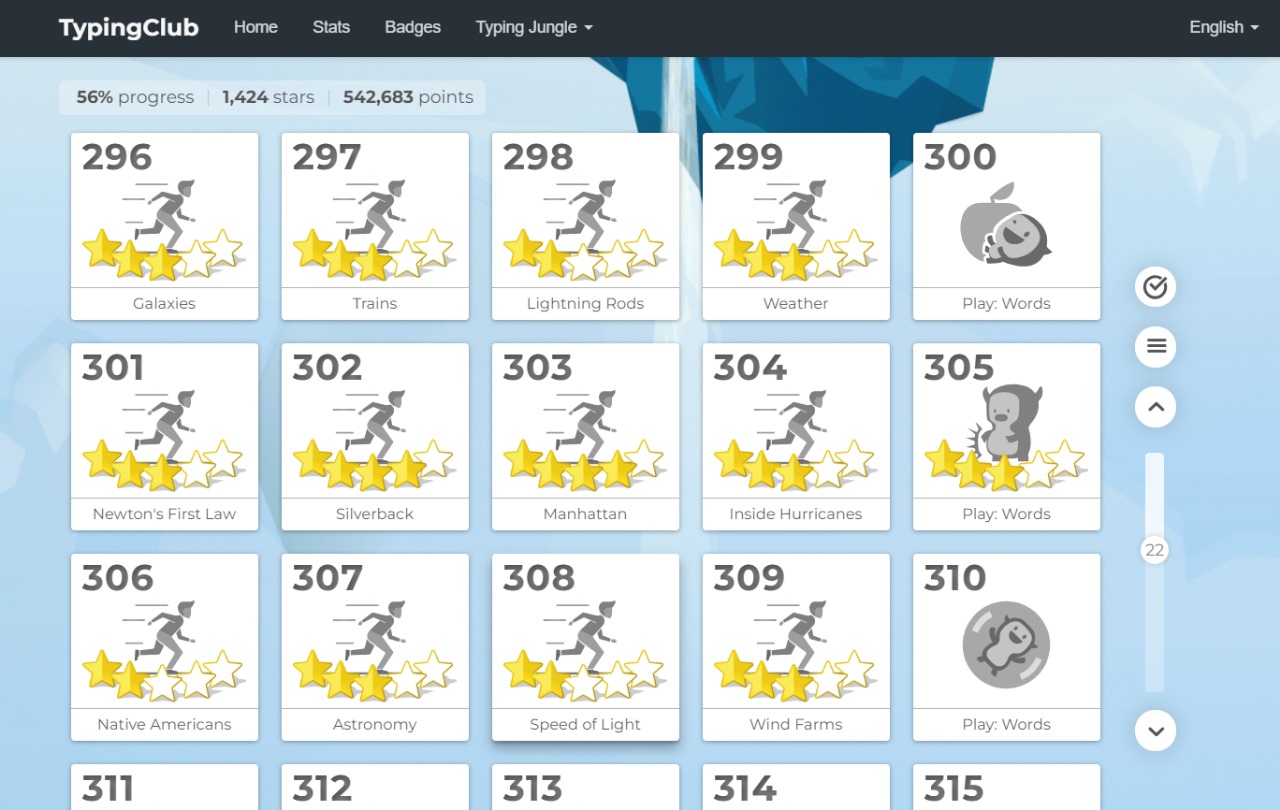 TypingClub Home Stats Badges Typing Jungle English
56% progress 1,424 stars 542,683 points
296 297 298 299 300
Galaxies Trains Lightning Rods Weather Play: Words
301 302 303 304 305
Newton's First Law Silverback Manhattan Inside Hurricanes Play: Words
22
306 307 308 309 310
Native Americans Astronomy Speed of Light Wind Farms Play: Words
311 312 313 314 315